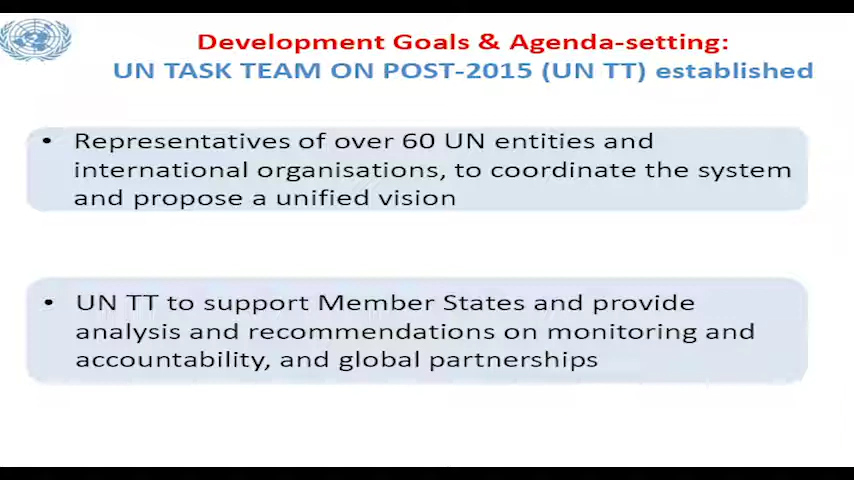 Development Goals & Agenda-setting:
UN TASK TEAM ON POST-2015 (UN TT) established
• Representatives of over 60 UN entities and
international organisations, to coordinate the system
and propose a unified vision
• UN TT to support Member States and provide
analysis and recommendations on monitoring and
accountability, and global partnerships